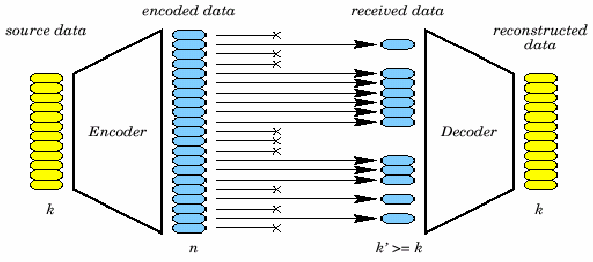 source data
encoded data
received data
reconstructed
data
Encoder
Decoder
k
n
k' >= k
k